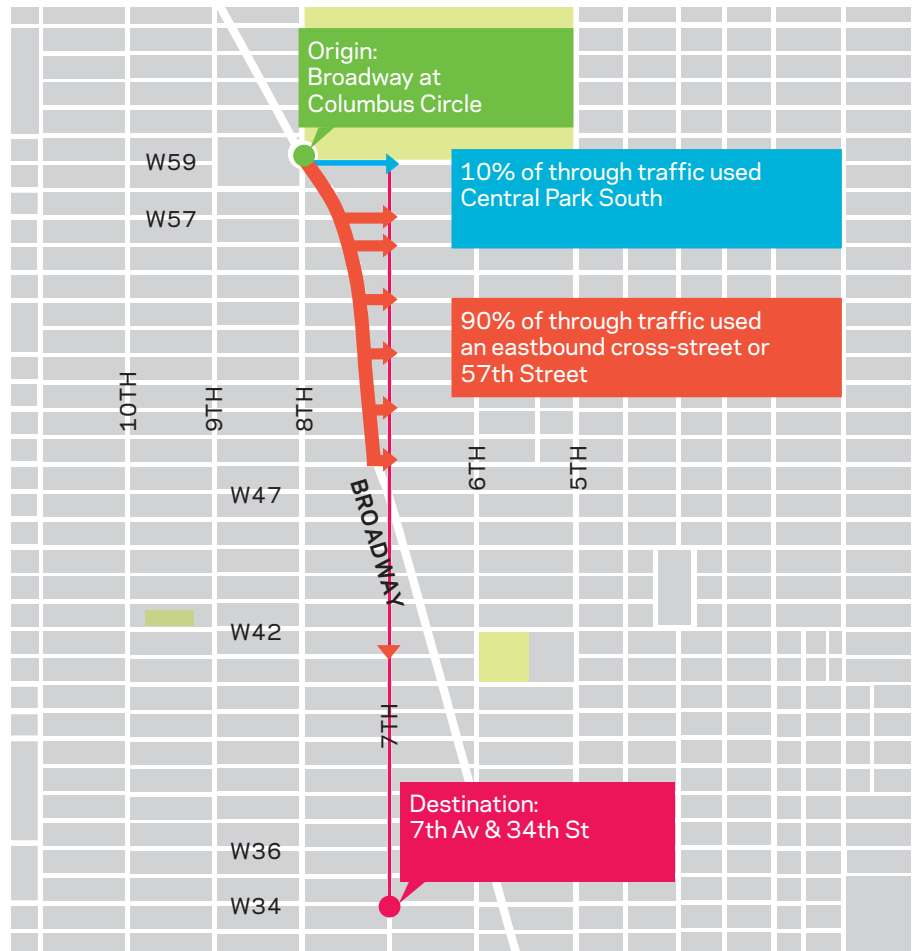 Origin:
Broadway at
Columbus Circle
W59
10% of through traffic used
Central Park South
W57
90% of through traffic used
an eastbound cross-street or
57th Street
10TH
9TH
8TH
6TH
5TH
W47
BROADWAY
W42
7TH
Destination:
7th Av & 34th St
W36
W34